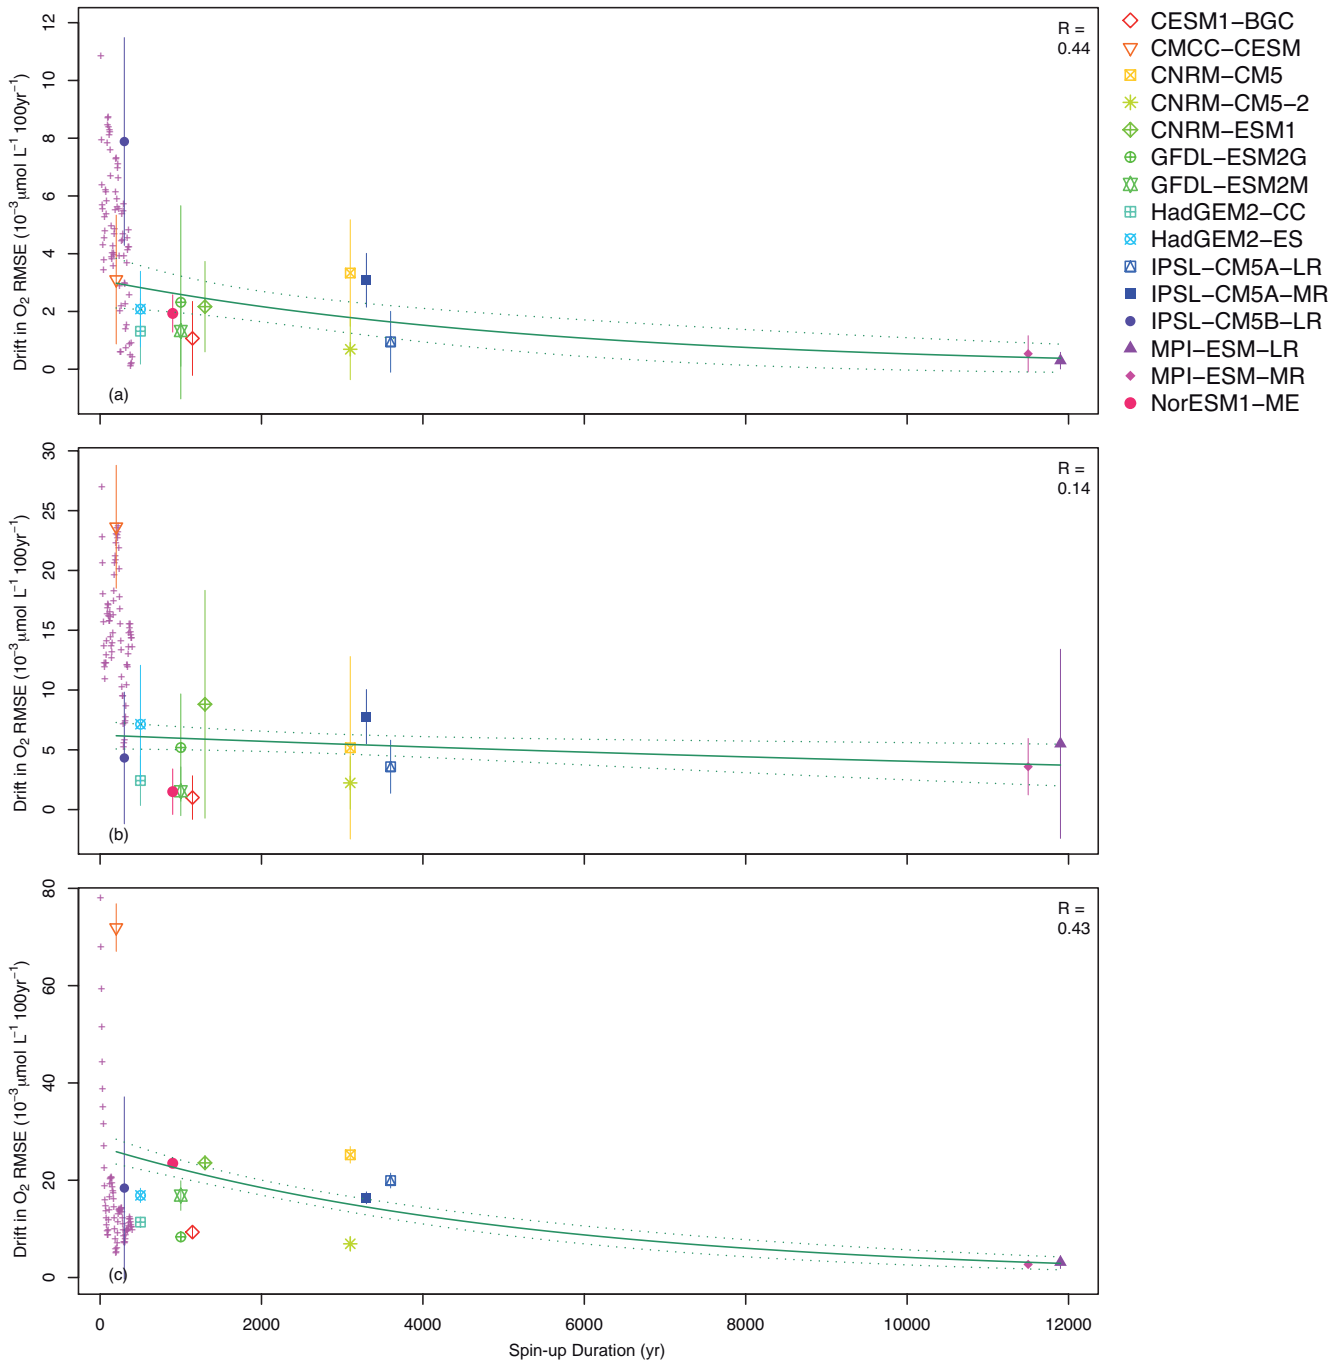 12
10
8
6
4
2
0
Drift in O2 RMSE (10−3μmol L−1 100yr−1)
(a)
R =
0.44
CESM1−BGC
CMCC−CESM
CNRM−CM5
CNRM−CM5−2
CNRM−ESM1
GFDL−ESM2G
GFDL−ESM2M
HadGEM2−CC
HadGEM2−ES
IPSL−CM5A−LR
IPSL−CM5A−MR
IPSL−CM5B−LR
MPI−ESM−LR
MPI−ESM−MR
NorESM1−ME
30
25
20
15
10
5
0
Drift in O2 RMSE (10−3μmol L−1 100yr−1)
(b)
R =
0.14
80
60
40
20
0
Drift in O2 RMSE (10−3μmol L−1 100yr−1)
(c)
R =
0.43
0 2000 4000 6000 8000 10000 12000
Spin-up Duration (yr)